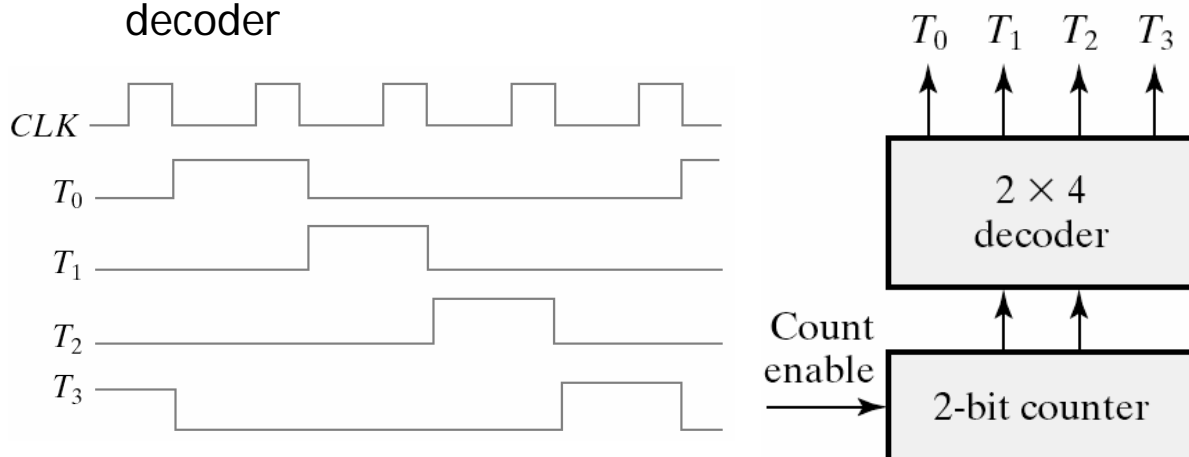 decoder
CLK
T0
T1
T2
T3
T0 T1 T2 T3
2 × 4
decoder
Count
enable
2-bit counter